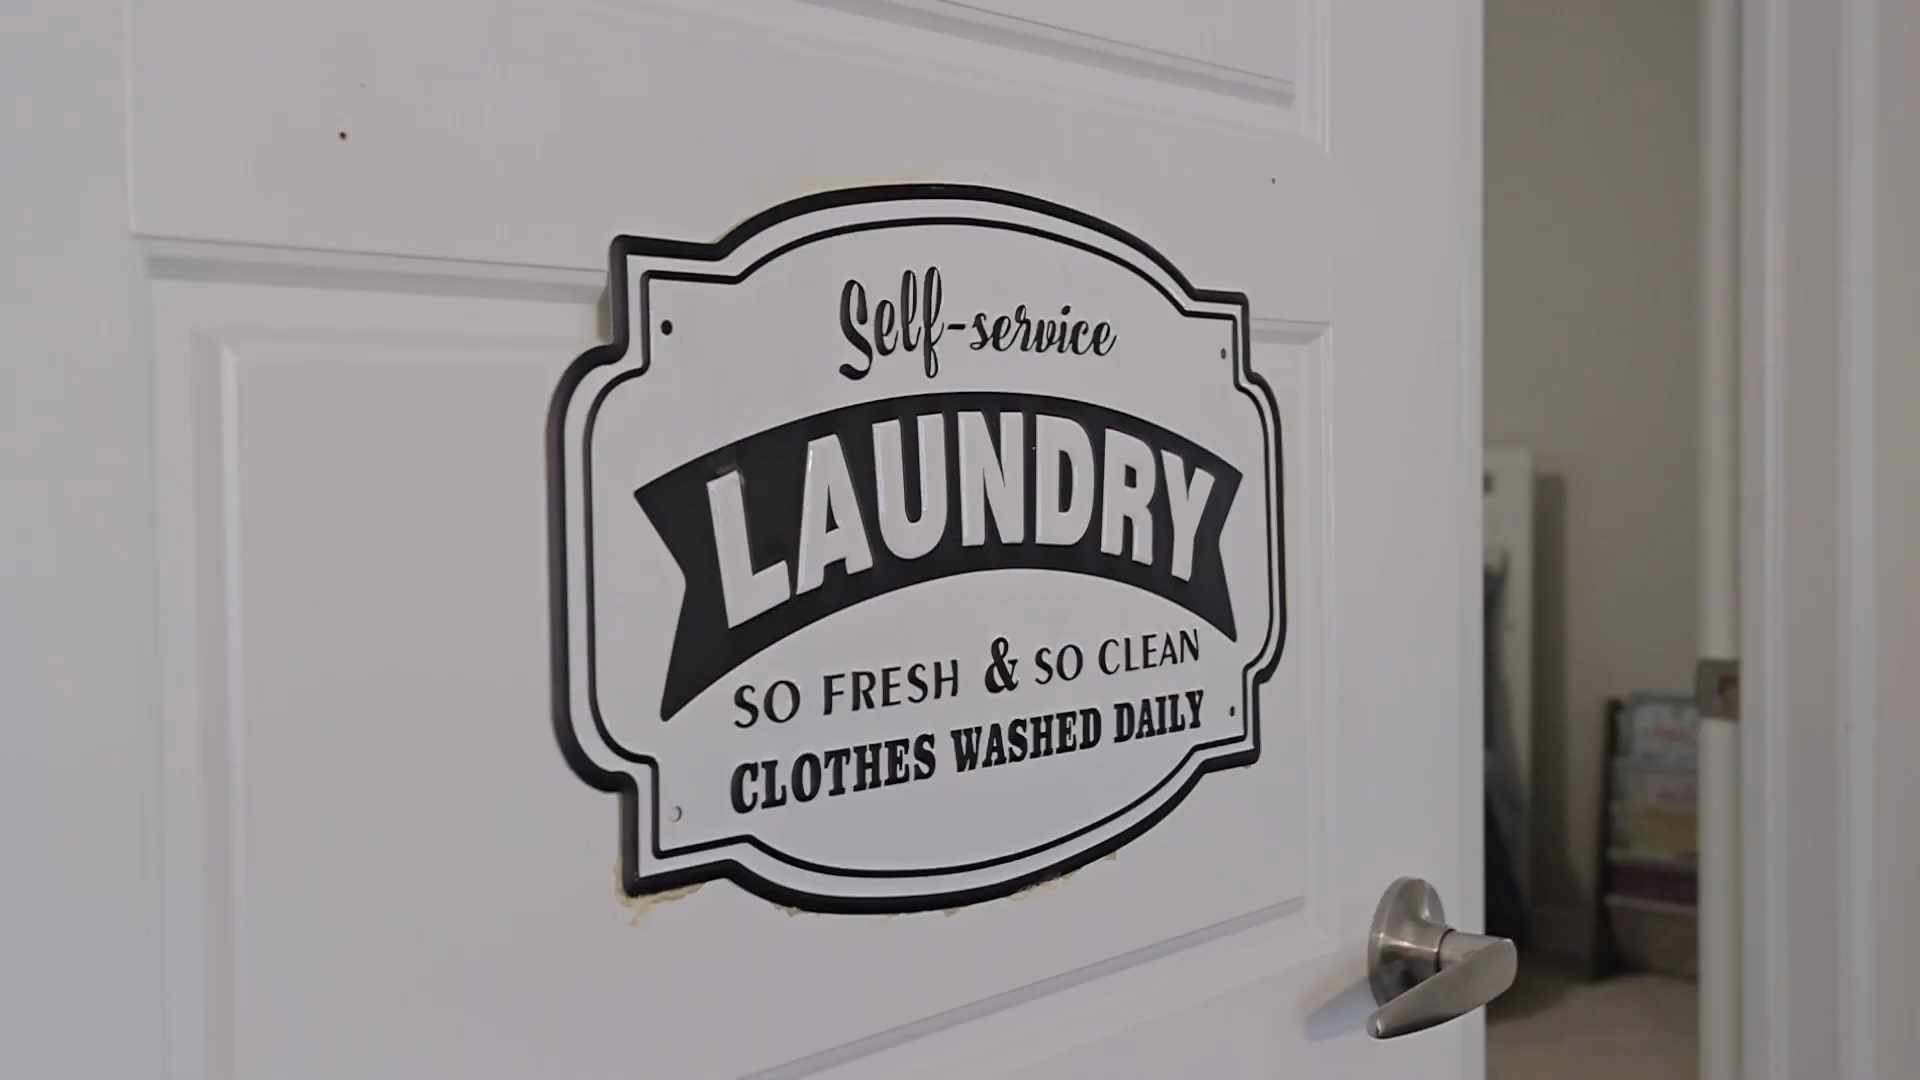 Self-service
LAUNDRY
SO FRESH & SO CLEAN
CLOTHES WASHED DAILY